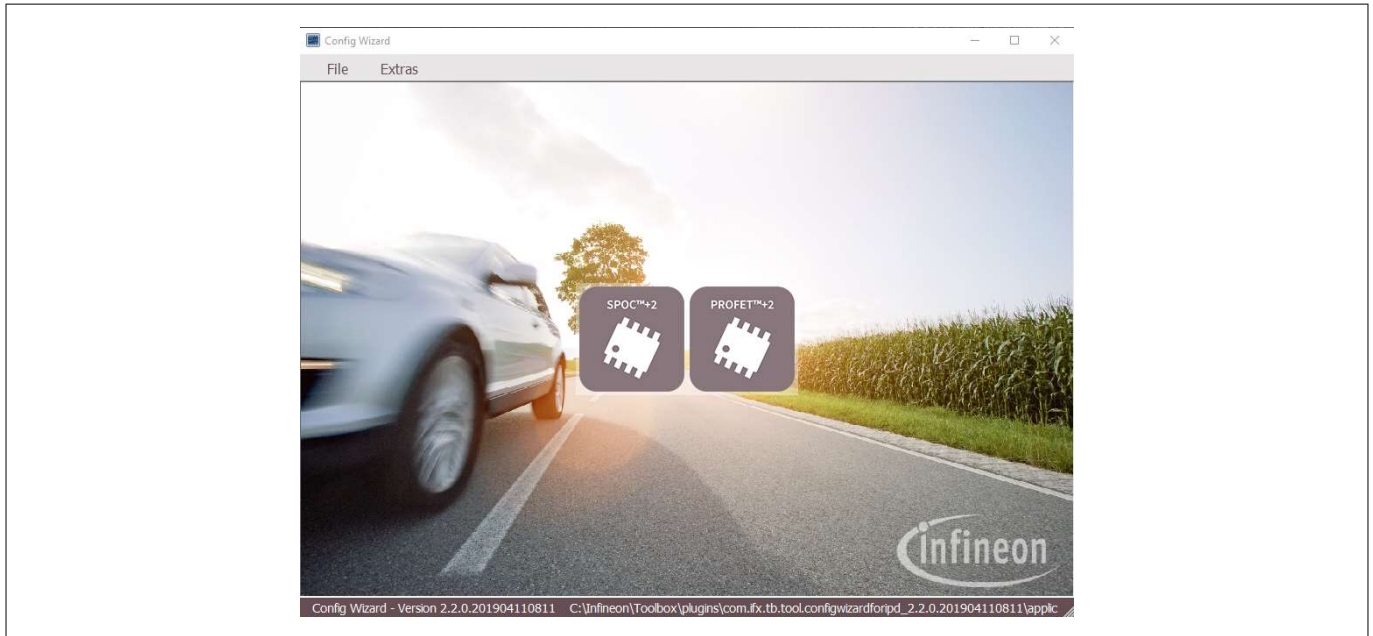 Config Wizard
File Extras
SPOC™+2 PROFET™+2
infineon
Config Wizard - Version 2.2.0.201904110811 C:\Infineon\Toolbox\plugins\com.ifx.tb.tool.configwizardforipd_2.2.0.201904110811\applic